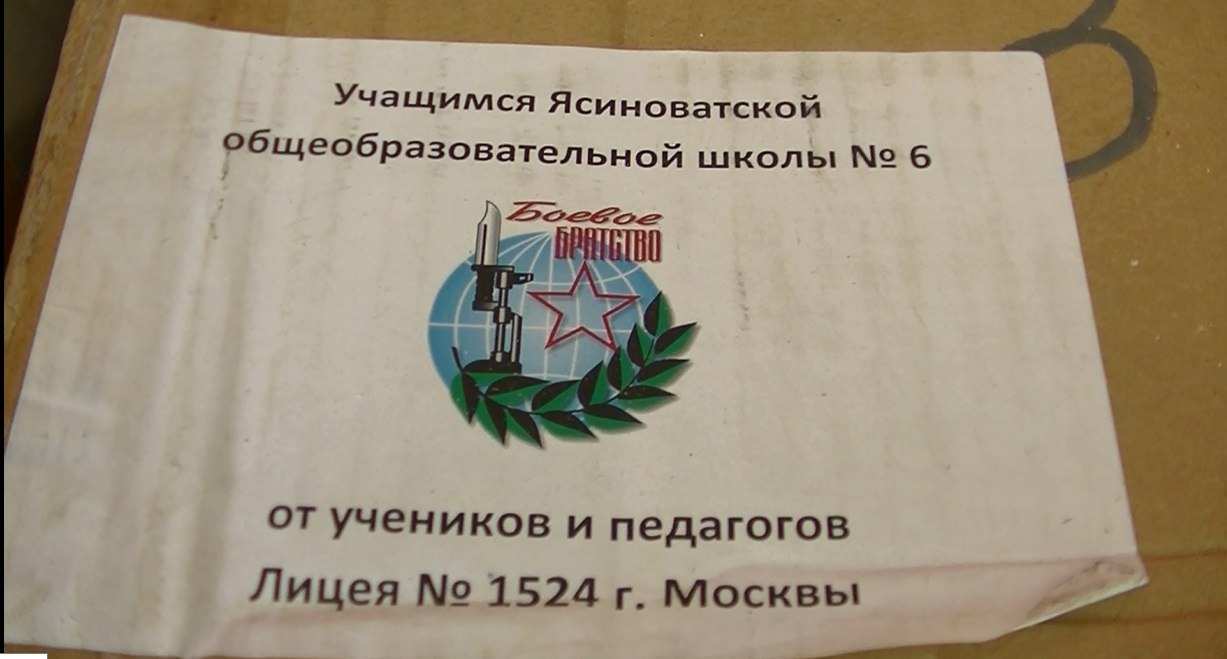 Учащимся Ясиноватской
общеобразовательной школы № 6
Боевое
БРАТСТВО
от учеников и педагогов
Лицея № 1524 г. Москвы